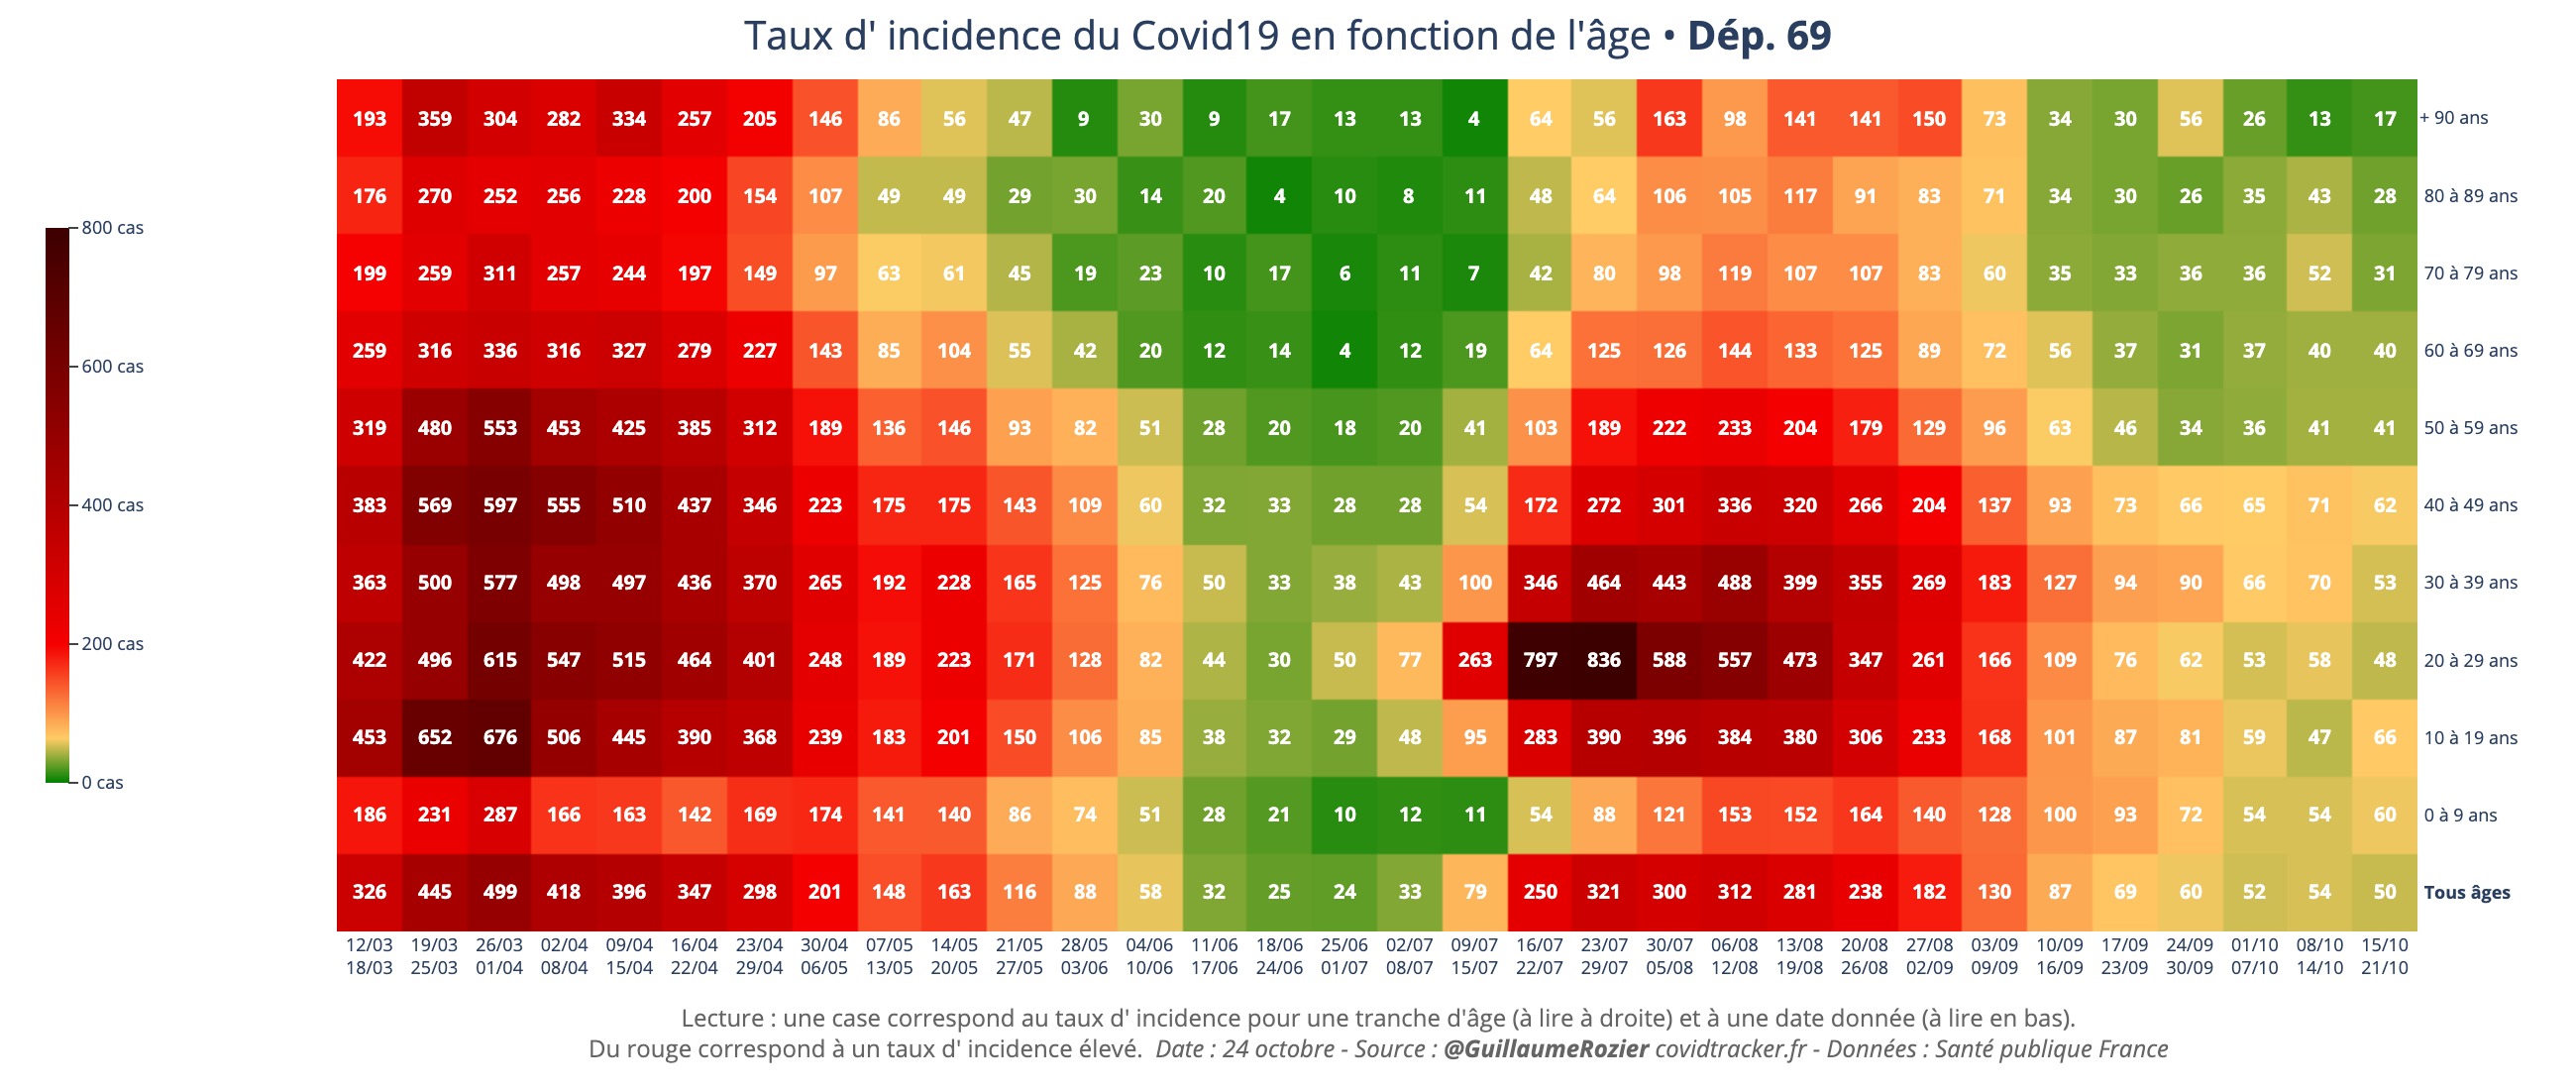 Taux d' incidence du Covid19 en fonction de l'âge • Dép. 69
193 359 304 282 334 257 205 146 86 56 47 9 30 9 17 13 13 4 64 56 163 98 141 141 150 73 34 30 56 26 13 17 + 90 ans
176 270 252 256 228 200 154 107 49 49 29 30 14 20 4 10 8 11 48 64 106 105 117 91 83 71 34 30 26 35 43 28 80 à 89 ans
800 cas
199 259 311 257 244 197 149 97 63 61 45 19 23 10 17 6 11 7 42 80 98 119 107 107 83 60 35 33 36 36 52 31 70 à 79 ans
259 316 336 316 327 279 227 143 85 104 55 42 20 12 14 4 12 19 64 125 126 144 133 125 89 72 56 37 31 37 40 40 60 à 69 ans
600 cas
319 480 553 453 425 385 312 189 136 146 93 82 51 28 20 18 20 41 103 189 222 233 204 179 129 96 63 46 34 36 41 41 50 à 59 ans
400 cas
383 569 597 555 510 437 346 223 175 175 143 109 60 32 33 28 28 54 172 272 301 336 320 266 204 137 93 73 66 65 71 62 40 à 49 ans
363 500 577 498 497 436 370 265 192 228 165 125 76 50 33 38 43 100 346 464 443 488 399 355 269 183 127 94 90 66 70 53 30 à 39 ans
200 cas
422 496 615 547 515 464 401 248 189 223 171 128 82 44 30 50 77 263 797 836 588 557 473 347 261 166 109 76 62 53 58 48 20 à 29 ans
453 652 676 506 445 390 368 239 183 201 150 106 85 38 32 29 48 95 283 390 396 384 380 306 233 168 101 87 81 59 47 66 10 à 19 ans
0 cas
186 231 287 166 163 142 169 174 141 140 86 74 51 28 21 10 12 11 54 88 121 153 152 164 140 128 100 93 72 54 54 60 0 à 9 ans
326 445 499 418 396 347 298 201 148 163 116 88 58 32 25 24 33 79 250 321 300 312 281 238 182 130 87 69 60 52 54 50 Tous âges
12/03 19/03 26/03 02/04 09/04 16/04 23/04 30/04 07/05 14/05 21/05 28/05 04/06 11/06 18/06 25/06 02/07 09/07 16/07 23/07 30/07 06/08 13/08 20/08 27/08 03/09 10/09 17/09 24/09 01/10 08/10 15/10
18/03 25/03 01/04 08/04 15/04 22/04 29/04 06/05 13/05 20/05 27/05 03/06 10/06 17/06 24/06 01/07 08/07 15/07 22/07 29/07 05/08 12/08 19/08 26/08 02/09 09/09 16/09 23/09 30/09 07/10 14/10 21/10
Lecture : une case correspond au taux d' incidence pour une tranche d'âge (à lire à droite) et à une date donnée (à lire en bas).
Du rouge correspond à un taux d' incidence élevé. Date : 24 octobre - Source : @GuillaumeRozier covidtracker.fr - Données : Santé publique France